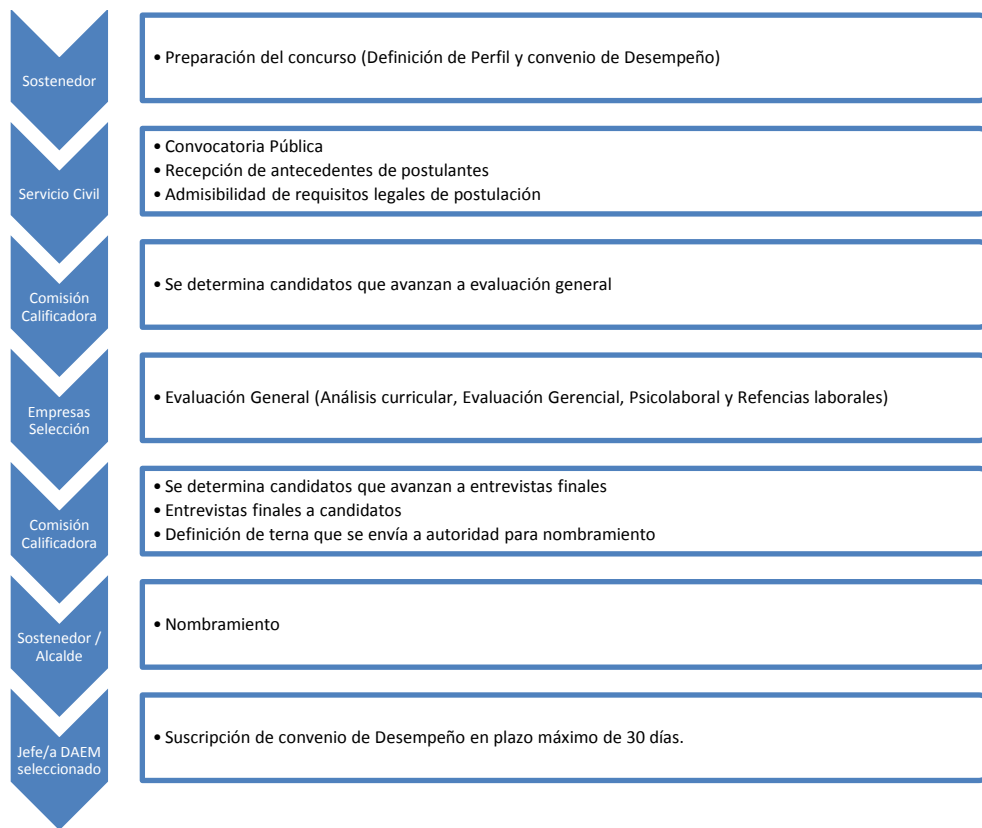 Sostenedor
• Preparación del concurso (Definición de Perfil y convenio de Desempeño)
Servicio Civil
• Convocatoria Pública
• Recepción de antecedentes de postulantes
• Admisibilidad de requisitos legales de postulación
Comisión
Calificadora
• Se determina candidatos que avanzan a evaluación general
Empresas
Selección
• Evaluación General (Análisis curricular, Evaluación Gerencial, Psicolaboral y Refencias laborales)
Comisión
Calificadora
• Se determina candidatos que avanzan a entrevistas finales
• Entrevistas finales a candidatos
• Definición de terna que se envía a autoridad para nombramiento
Sostenedor /
Alcalde
• Nombramiento
Jefe/a DAEM
seleccionado
• Suscripción de convenio de Desempeño en plazo máximo de 30 días.